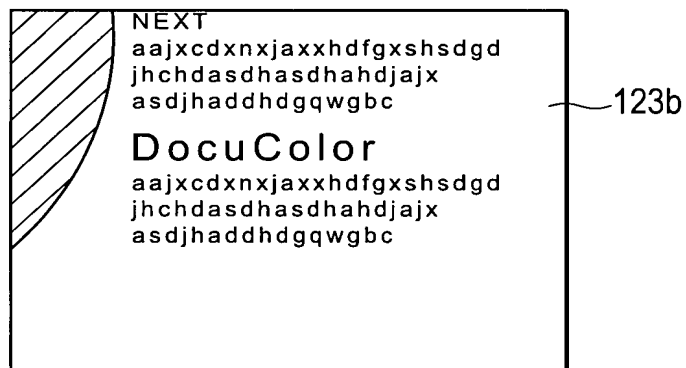 NEXT
aajxcdxnxjaxxhdfgxshsdgd
jhchdasdhasdhahdjajx
asdjhaddhdgqwgbc
123b
DocuColor
aajxcdxnxjaxxhdfgxshsdgd
jhchdasdhasdhahdjajx
asdjhaddhdgqwgbc